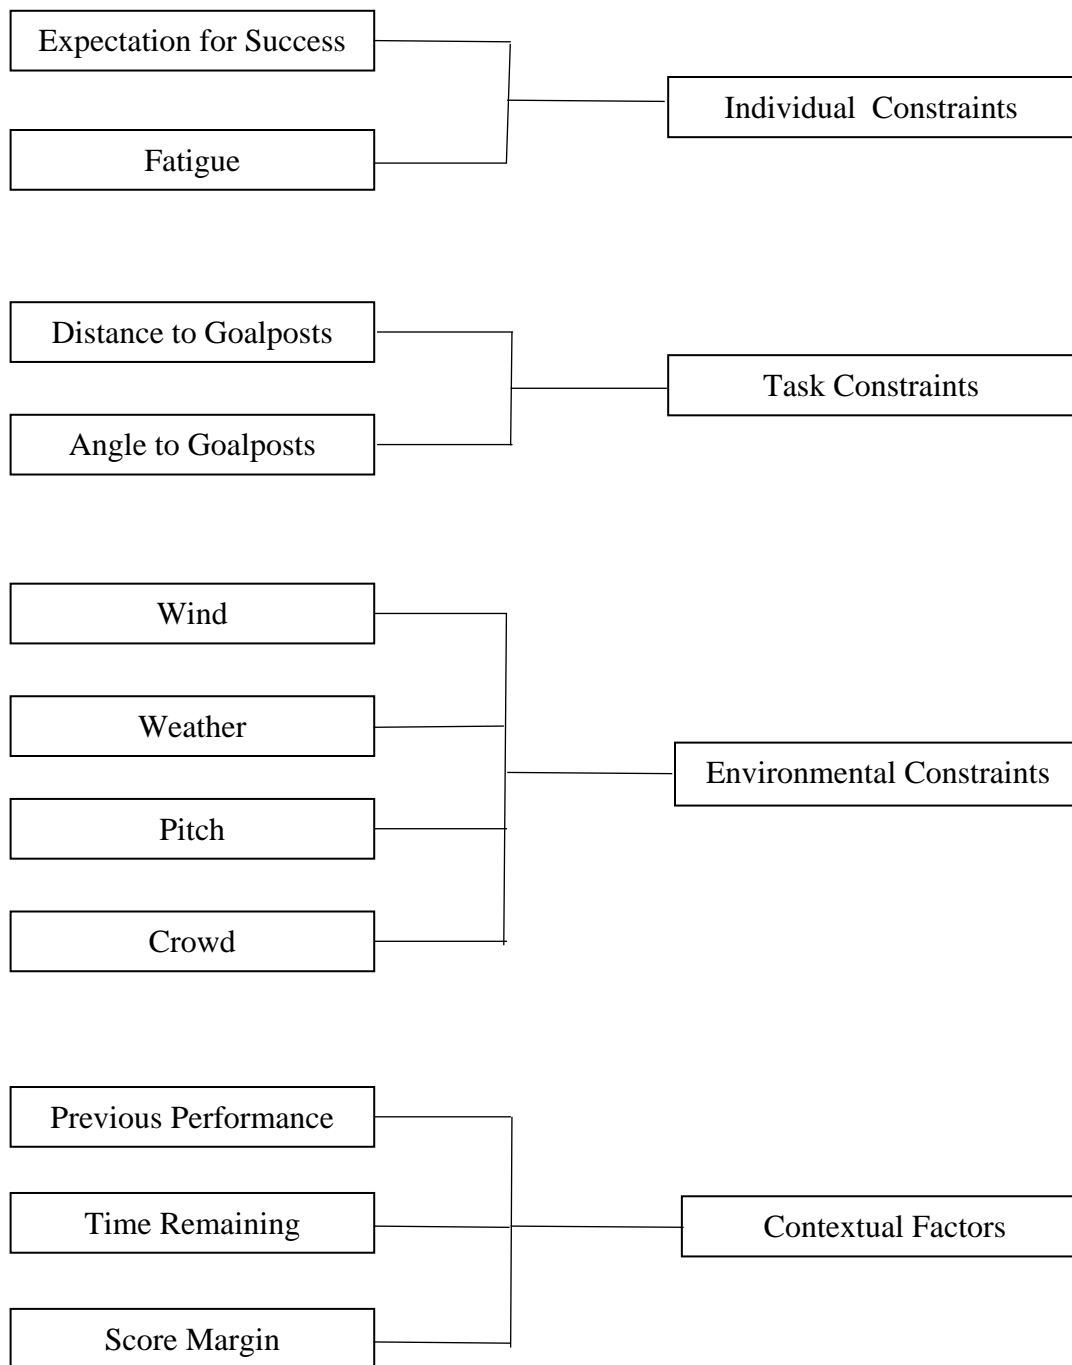 Expectation for Success
Fatigue
Individual  Constraints
Distance to Goalposts
Angle to Goalposts
Task Constraints
Wind
Weather
Pitch
Crowd
Environmental Constraints
Previous Performance
Time Remaining
Score Margin
Contextual Factors